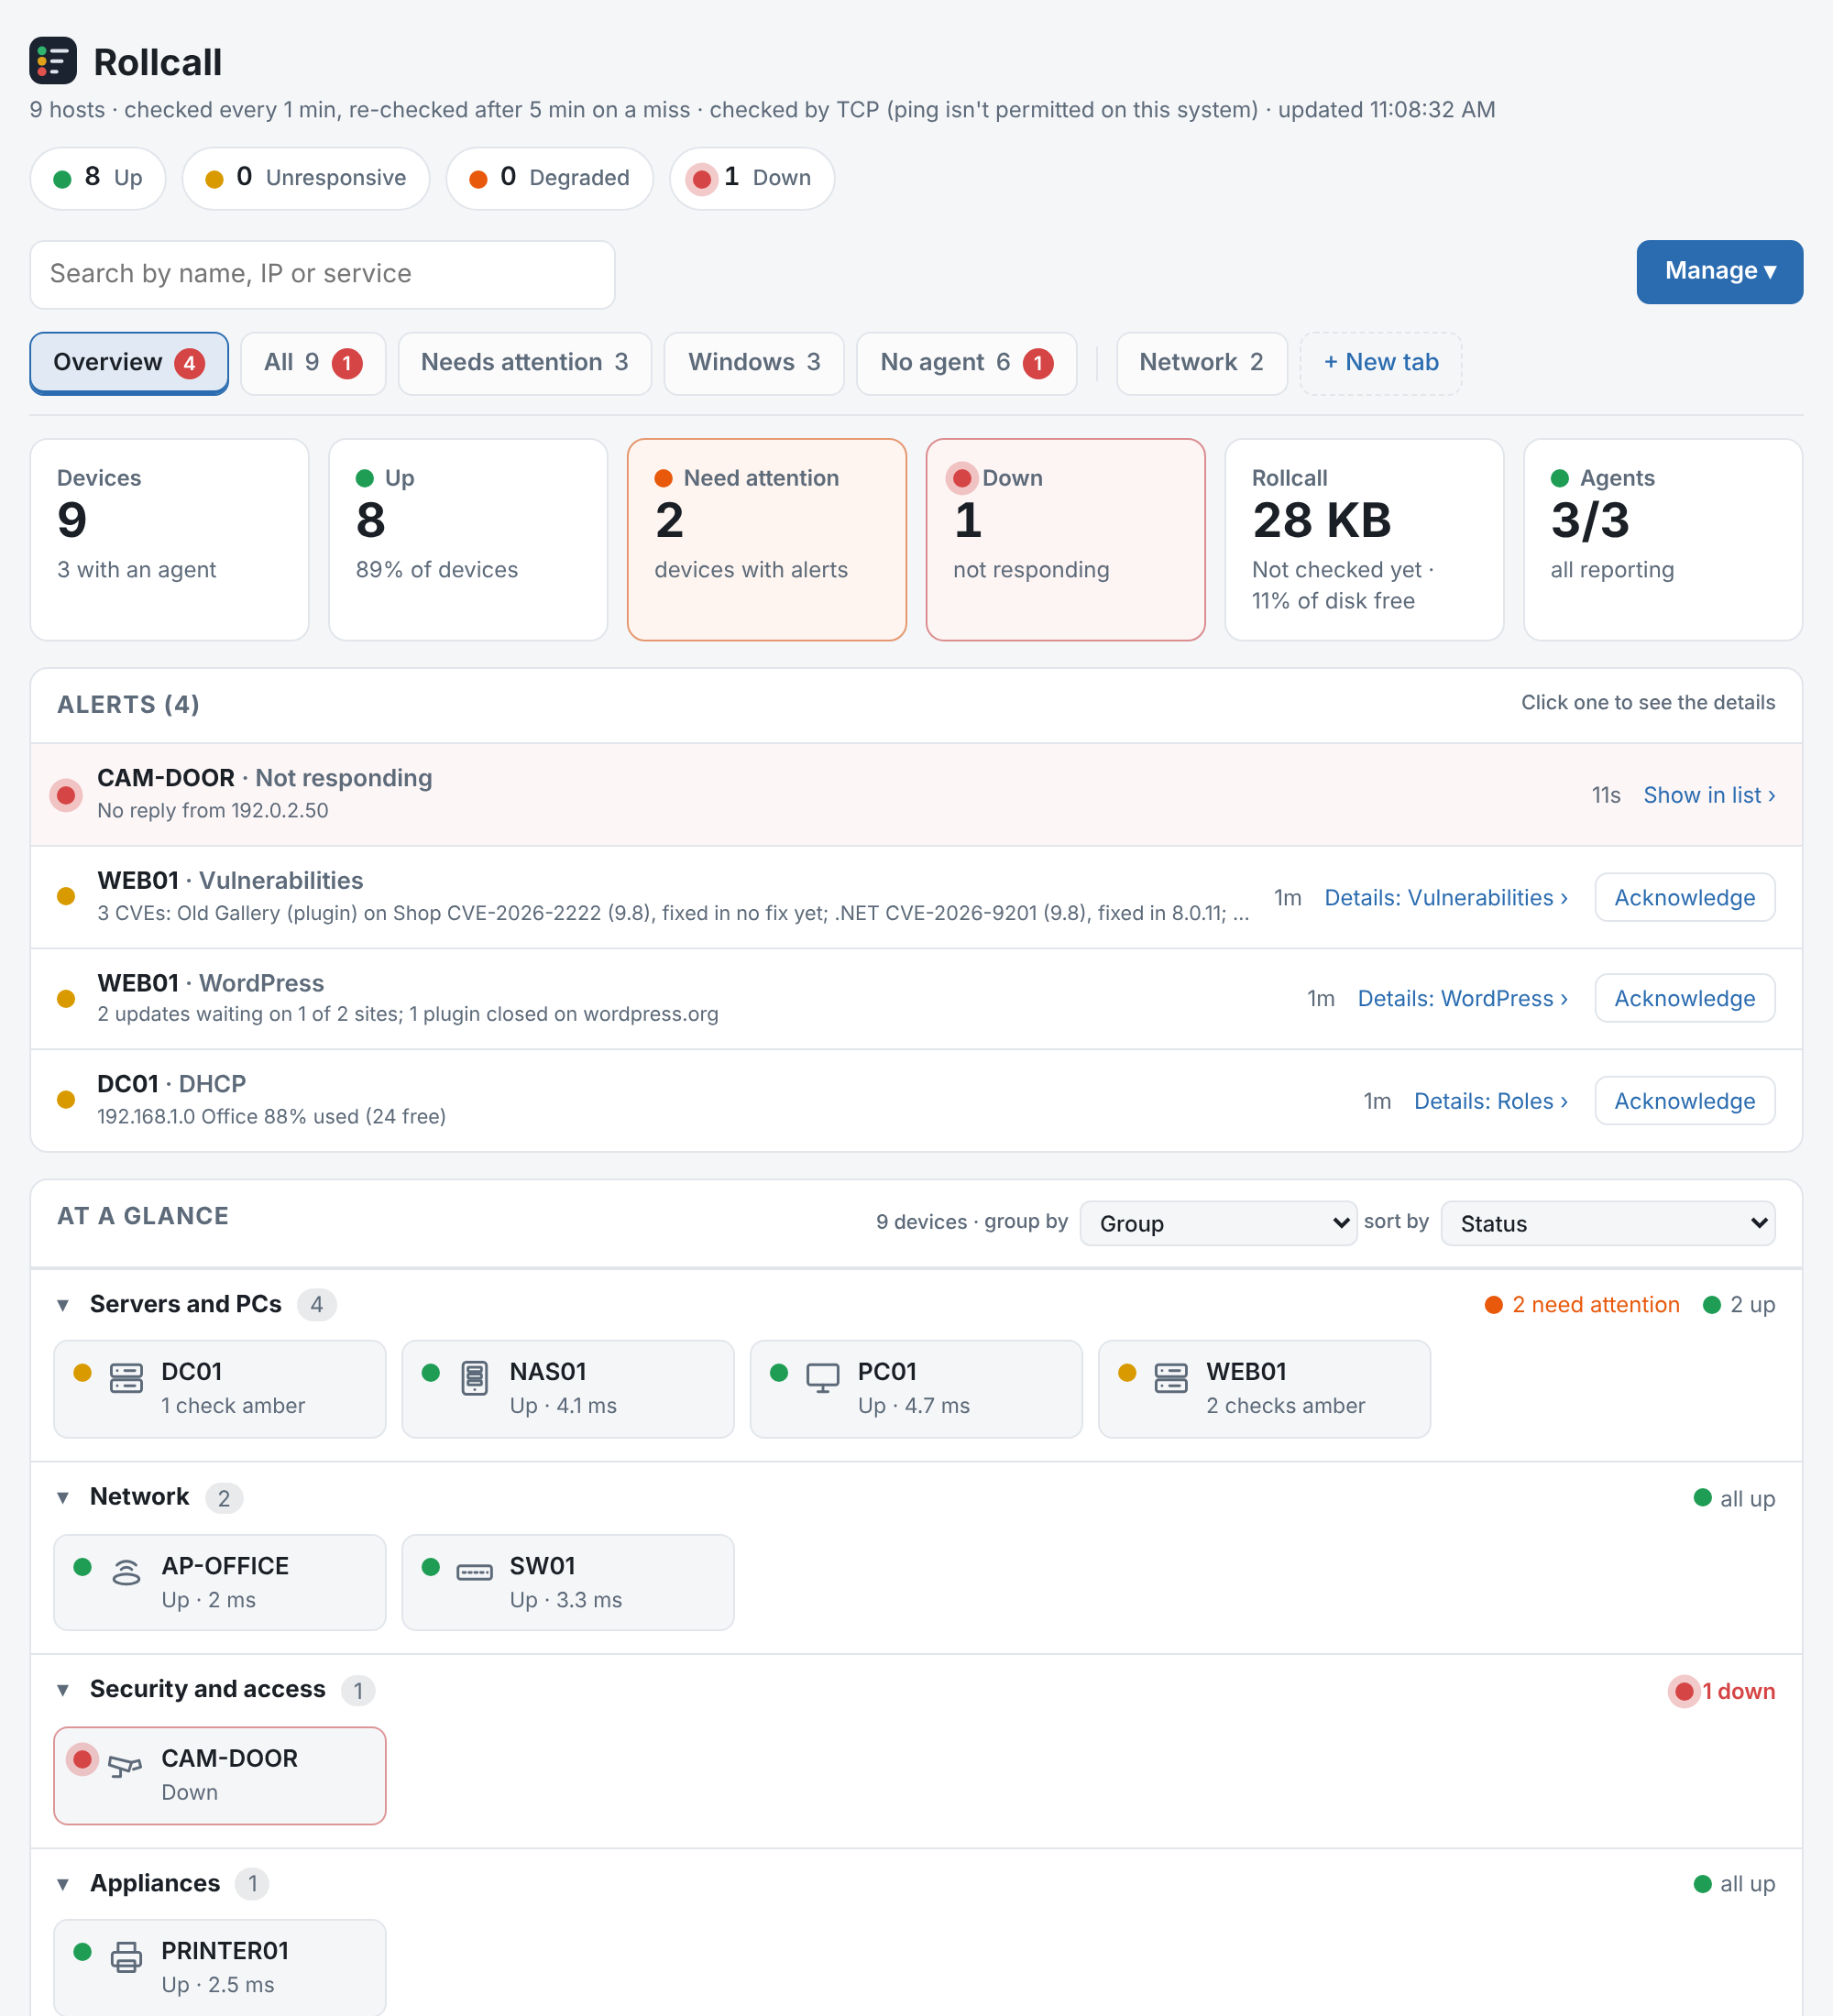 Rollcall
9 hosts · checked every 1 min, re-checked after 5 min on a miss · checked by TCP (ping isn't permitted on this system) · updated 11:08:32 AM
8 Up 0 Unresponsive 0 Degraded 1 Down
Search by name, IP or service
Manage ▾
Overview 4 All 9 1 Needs attention 3 Windows 3 No agent 6 1 Network 2 + New tab
Devices
9
3 with an agent
Up
8
89% of devices
Need attention
2
devices with alerts
Down
1
not responding
Rollcall
28 KB
Not checked yet ·
11% of disk free
Agents
3/3
all reporting
ALERTS (4)
Click one to see the details
CAM-DOOR · Not responding
No reply from 192.0.2.50
11s Show in list ›
WEB01 · Vulnerabilities
3 CVEs: Old Gallery (plugin) on Shop CVE-2026-2222 (9.8), fixed in no fix yet; .NET CVE-2026-9201 (9.8), fixed in 8.0.11; ...
1m Details: Vulnerabilities › Acknowledge
WEB01 · WordPress
2 updates waiting on 1 of 2 sites; 1 plugin closed on wordpress.org
1m Details: WordPress › Acknowledge
DC01 · DHCP
192.168.1.0 Office 88% used (24 free)
1m Details: Roles › Acknowledge
AT A GLANCE
9 devices · group by Group sort by Status
▾ Servers and PCs 4
2 need attention 2 up
DC01
1 check amber
NAS01
Up · 4.1 ms
PC01
Up · 4.7 ms
WEB01
2 checks amber
▾ Network 2
all up
AP-OFFICE
Up · 2 ms
SW01
Up · 3.3 ms
▾ Security and access 1
1 down
CAM-DOOR
Down
▾ Appliances 1
all up
PRINTER01
Up · 2.5 ms